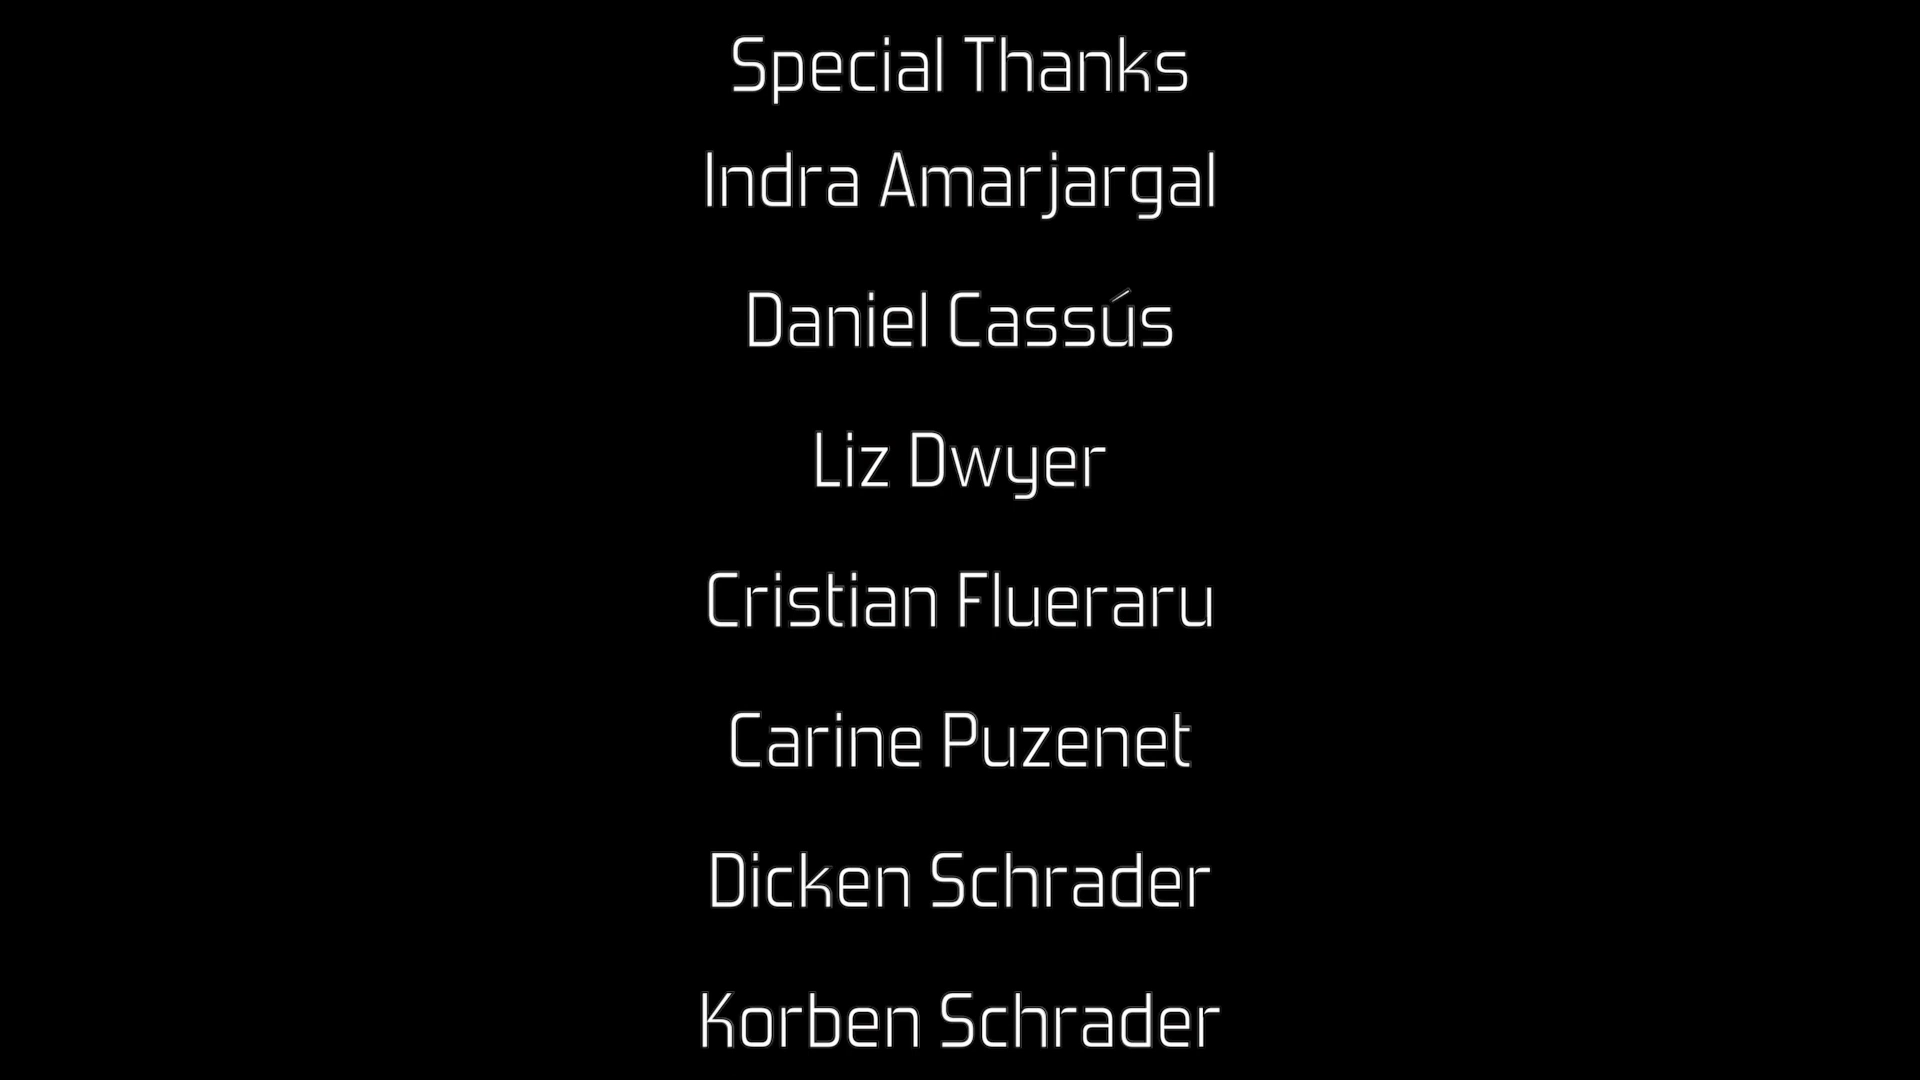 Special Thanks
Indra Amarjargal
Daniel Cassús
Liz Dwyer
Cristian Flueraru
Carine Puzenet
Dicken Schrader
Korben Schrader